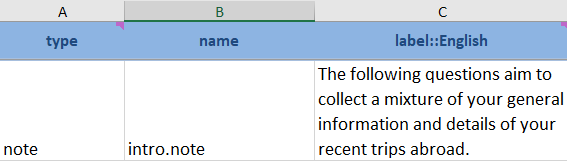 A B C
type name label::English
The following questions aim to
collect a mixture of your general
information and details of your
note intro.note recent trips abroad.